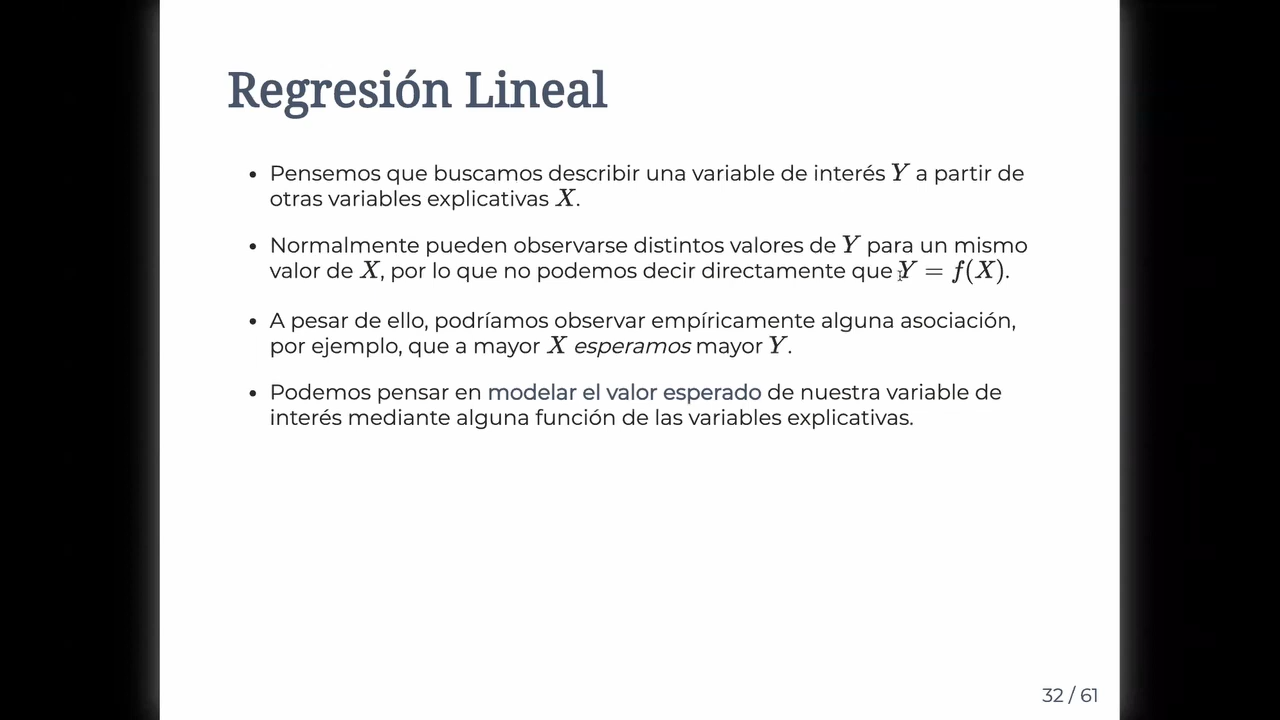 Regresión Lineal
• Pensemos que buscamos describir una variable de interés Y a partir de
otras variables explicativas X.
• Normalmente pueden observarse distintos valores de Y para un mismo
valor de X, por lo que no podemos decir directamente que Y = f(X).
• A pesar de ello, podríamos observar empíricamente alguna asociación,
por ejemplo, que a mayor X esperamos mayor Y.
• Podemos pensar en modelar el valor esperado de nuestra variable de
interés mediante alguna función de las variables explicativas.
32 / 61